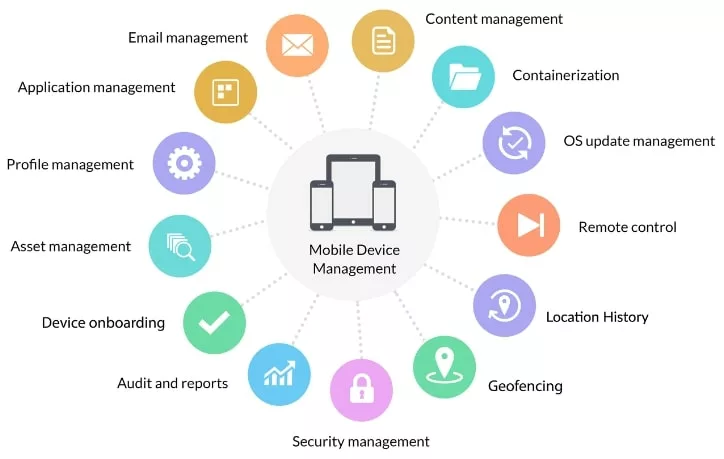 Content management
Email management
Containerization
Application management
OS update management
Profile management
Remote control
Asset management
Mobile Device
Management
Location History
Device onboarding
Geofencing
Audit and reports
Security management